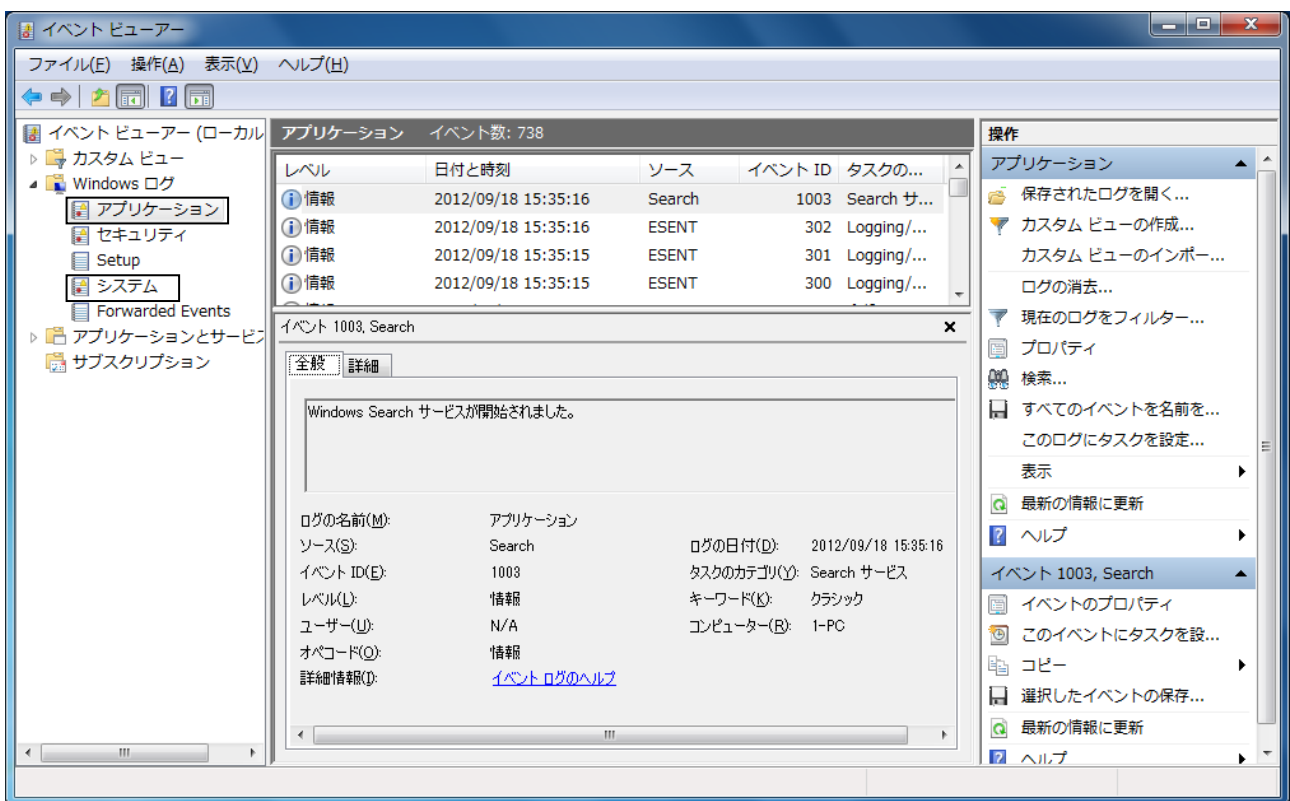 イベント ビューアー
ファイル(F) 操作(A) 表示(V) ヘルプ(H)
イベント ビューアー (ローカル
カスタム ビュー
Windows ログ
アプリケーション
セキュリティ
Setup
システム
Forwarded Events
アプリケーションとサービス
サブスクリプション
アプリケーション イベント数: 738
レベル 日付と時刻 ソース イベント ID タスクの...
情報 2012/09/18 15:35:16 Search 1003 Search サ...
情報 2012/09/18 15:35:16 ESENT 302 Logging/...
情報 2012/09/18 15:35:15 ESENT 301 Logging/...
情報 2012/09/18 15:35:15 ESENT 300 Logging/...
イベント 1003, Search
全般 詳細
Windows Search サービスが開始されました。
ログの名前(M): アプリケーション
ソース(S): Search ログの日付(D): 2012/09/18 15:35:16
イベント ID(E): 1003 タスクのカテゴリ(Y): Search サービス
レベル(L): 情報 キーワード(K): クラシック
ユーザー(U): N/A コンピューター(R): 1-PC
オペコード(O): 情報
詳細情報(I): イベント ログのヘルプ
操作
アプリケーション
保存されたログを開く...
カスタム ビューの作成...
カスタム ビューのインポー...
ログの消去...
現在のログをフィルター...
プロパティ
検索...
すべてのイベントを名前を...
このログにタスクを設定...
表示
最新の情報に更新
ヘルプ
イベント 1003, Search
イベントのプロパティ
このイベントにタスクを設...
コピー
選択したイベントの保存...
最新の情報に更新
ヘルプ